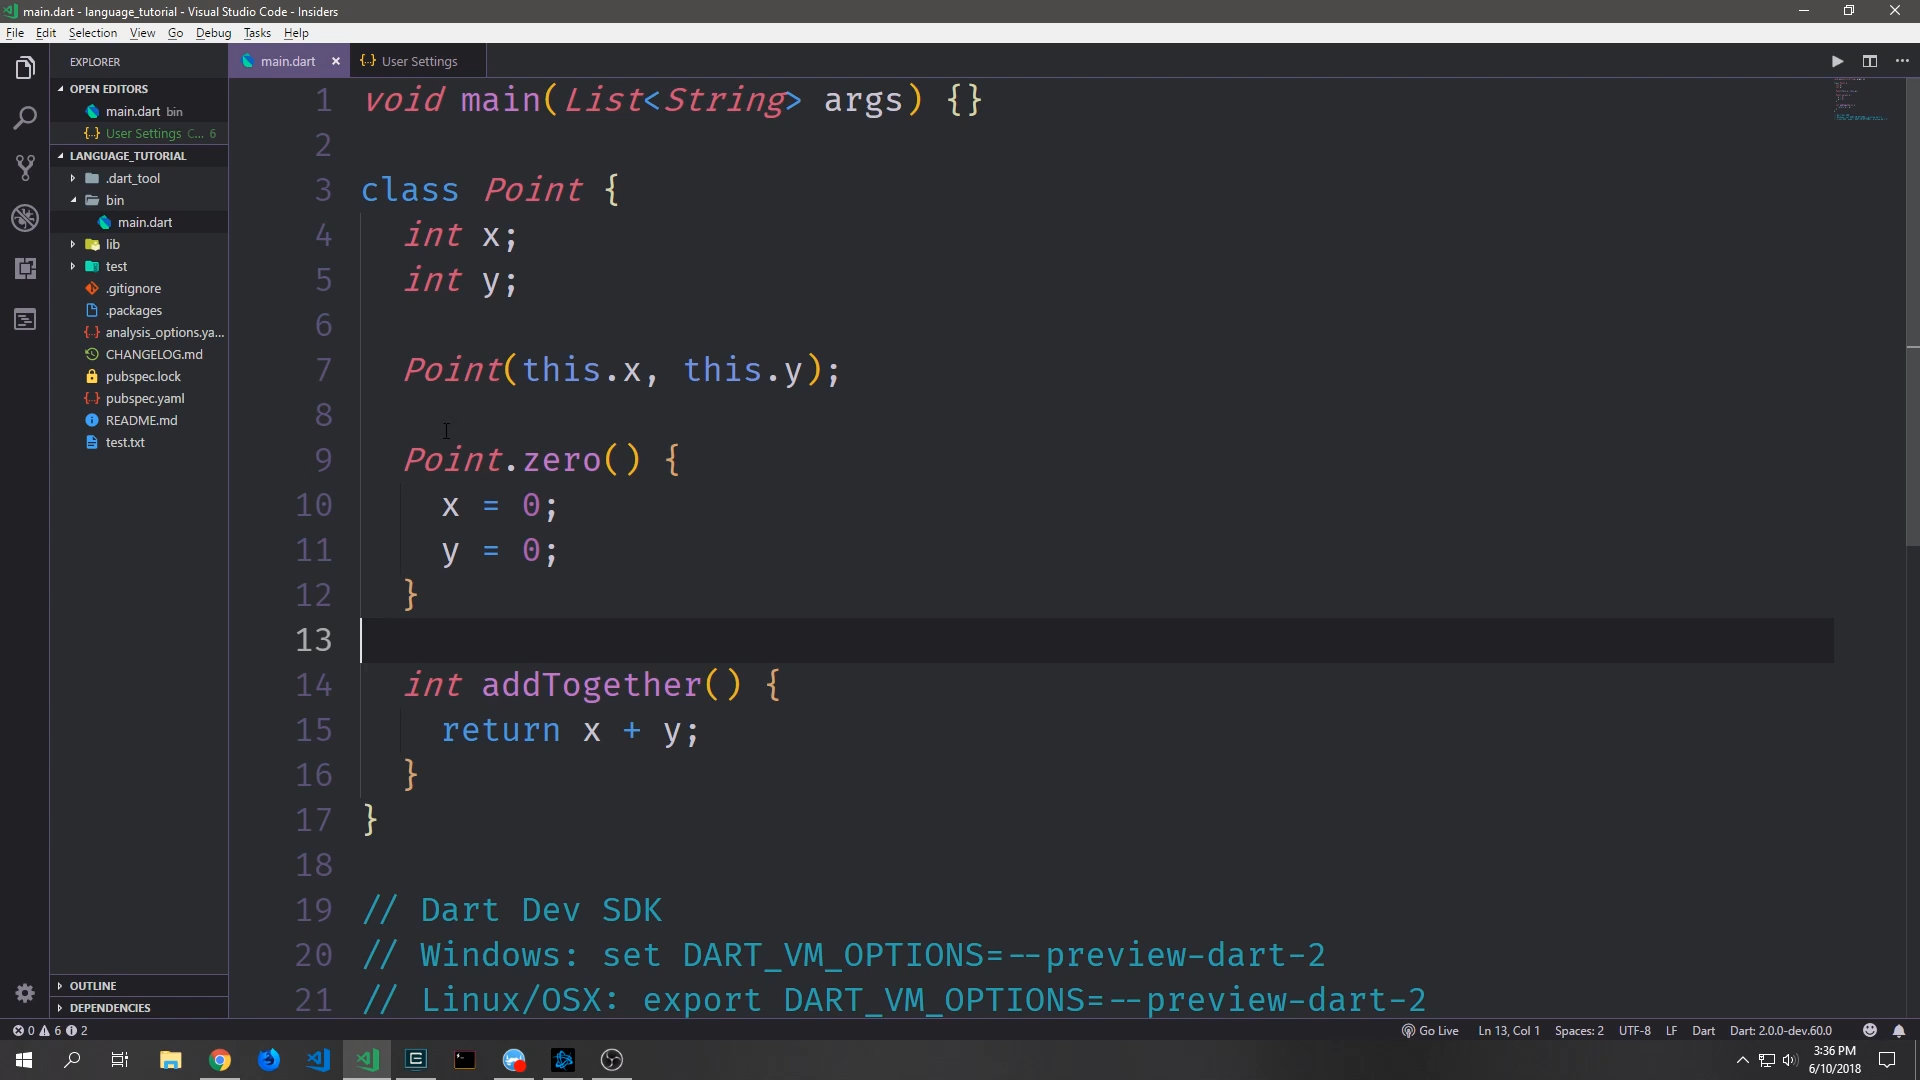 main.dart - language_tutorial - Visual Studio Code - Insiders
File Edit Selection View Go Debug Tasks Help
EXPLORER
OPEN EDITORS
main.dart bin
User Settings C... 6
LANGUAGE_TUTORIAL
.dart_tool
bin
main.dart
lib
test
.gitignore
.packages
analysis_options.ya...
CHANGELOG.md
pubspec.lock
pubspec.yaml
README.md
test.txt
OUTLINE
DEPENDENCIES
main.dart
User Settings
1 void main(List<String> args) {}
2
3 class Point {
4 int x;
5 int y;
6
7 Point(this.x, this.y);
8
9 Point.zero() {
10 x = 0;
11 y = 0;
12 }
13
14 int addTogether() {
15 return x + y;
16 }
17 }
18
19 // Dart Dev SDK
20 // Windows: set DART_VM_OPTIONS=--preview-dart-2
21 // Linux/OSX: export DART_VM_OPTIONS=--preview-dart-2
0 6 2
Go Live Ln 13, Col 1 Spaces: 2 UTF-8 LF Dart Dart: 2.0.0-dev.60.0
3:36 PM
6/10/2018